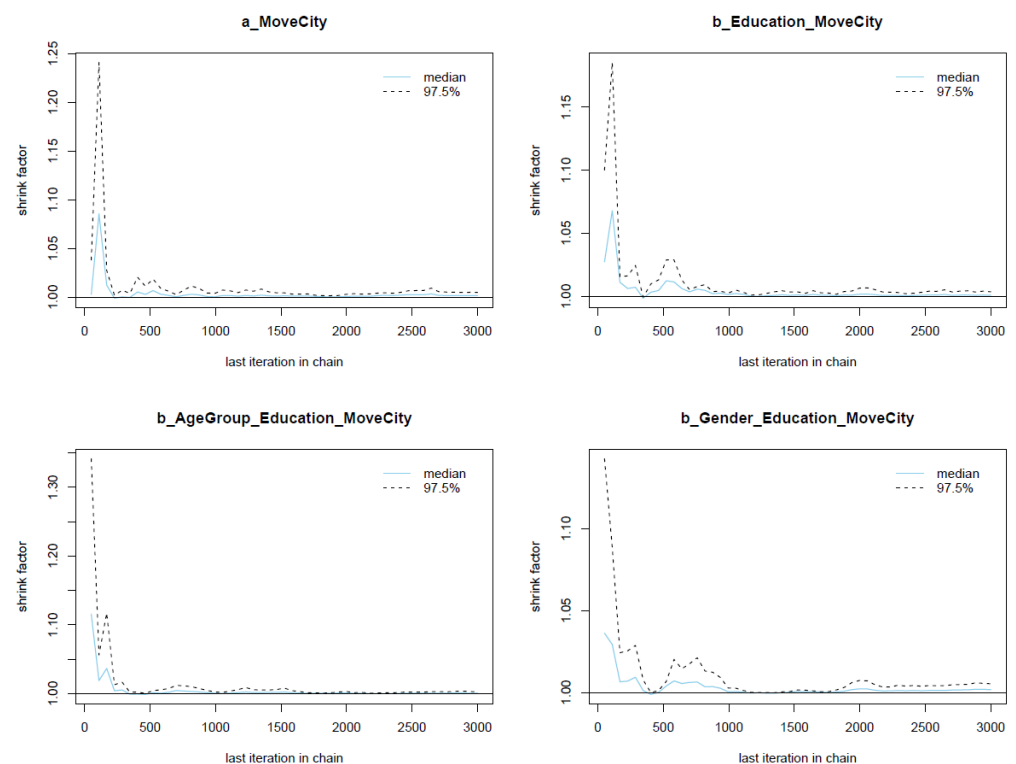 a_MoveCity
median
97.5%
shrink factor
1.00 1.05 1.10 1.15 1.20 1.25
0 500 1000 1500 2000 2500 3000
last iteration in chain
b_Education_MoveCity
median
97.5%
shrink factor
1.00 1.05 1.10 1.15
0 500 1000 1500 2000 2500 3000
last iteration in chain
b_AgeGroup_Education_MoveCity
median
97.5%
shrink factor
1.00 1.10 1.20 1.30
0 500 1000 1500 2000 2500 3000
last iteration in chain
b_Gender_Education_MoveCity
median
97.5%
shrink factor
1.00 1.05 1.10
0 500 1000 1500 2000 2500 3000
last iteration in chain